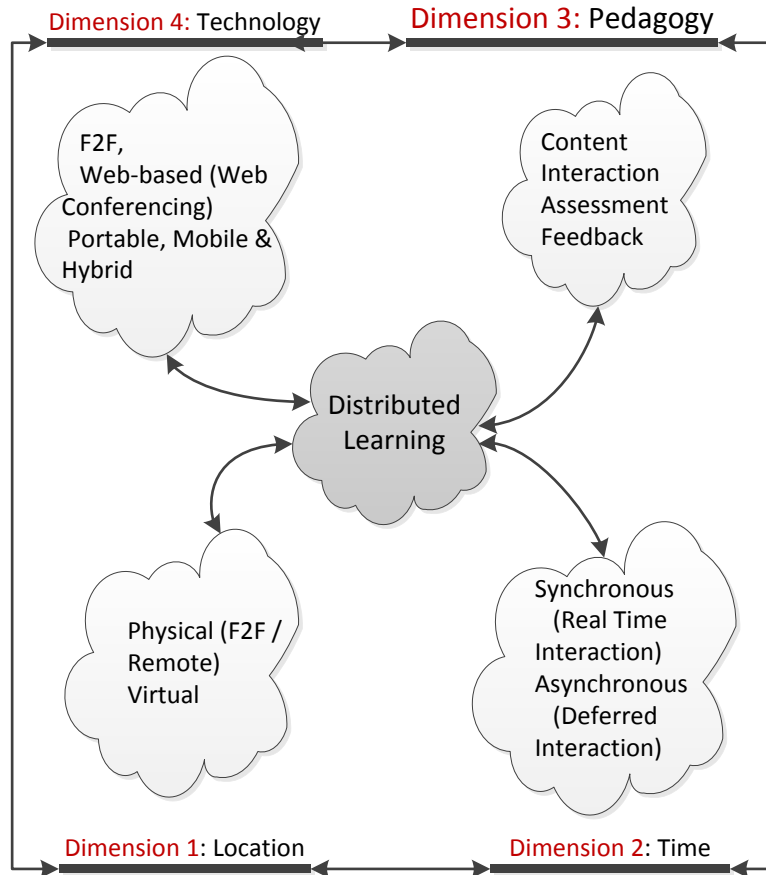 Dimension 4: Technology
Dimension 3: Pedagogy
F2F,
Web-based (Web
Conferencing)
Portable, Mobile &
Hybrid
Content
Interaction
Assessment
Feedback
Distributed
Learning
Physical (F2F /
Remote)
Virtual
Synchronous
(Real Time
Interaction)
Asynchronous
(Deferred
Interaction)
Dimension 1: Location
Dimension 2: Time